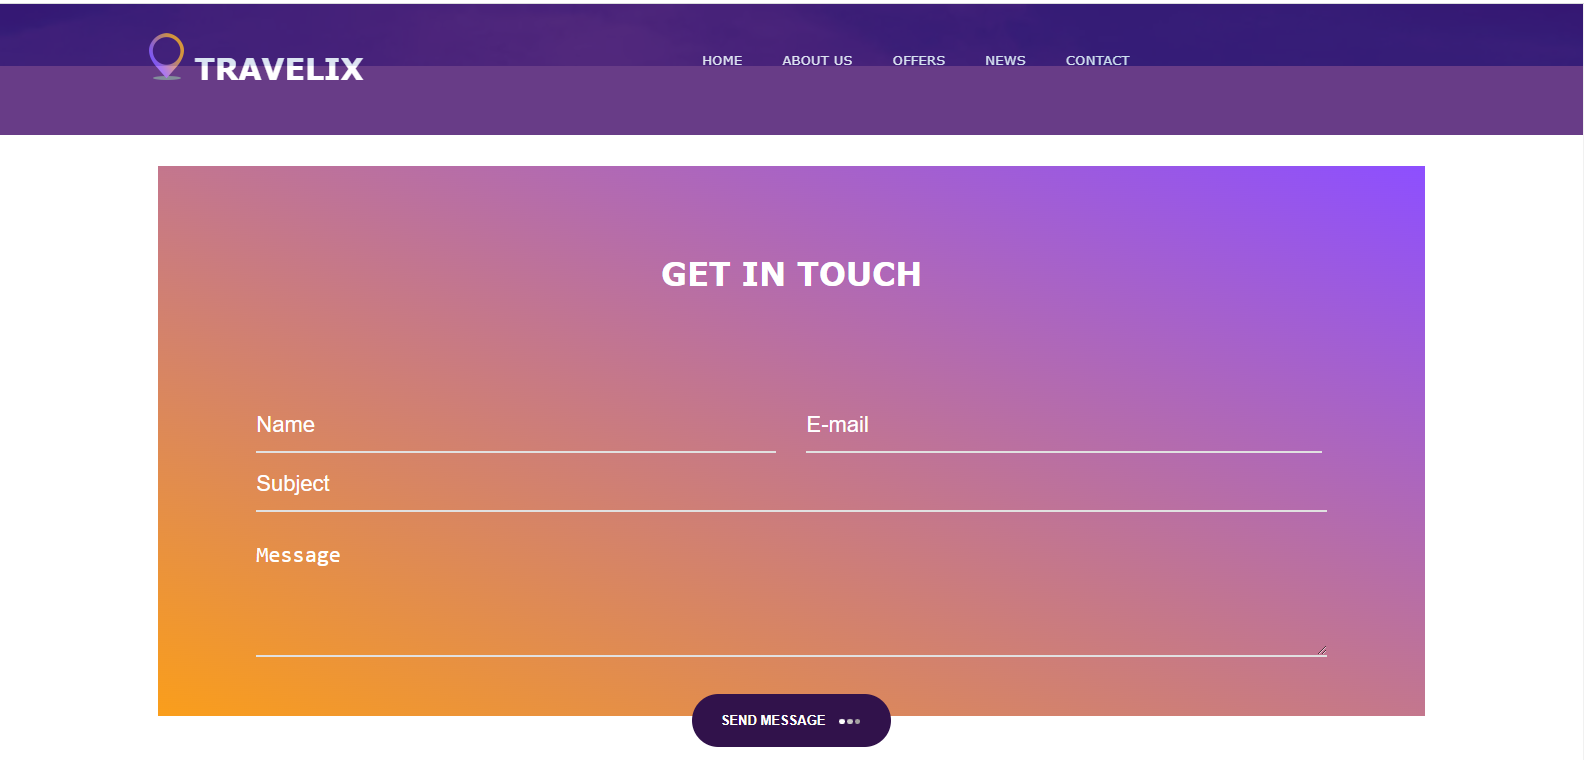 TRAVELIX
HOME ABOUT US OFFERS NEWS CONTACT
GET IN TOUCH
Name E-mail
Subject
Message
SEND MESSAGE